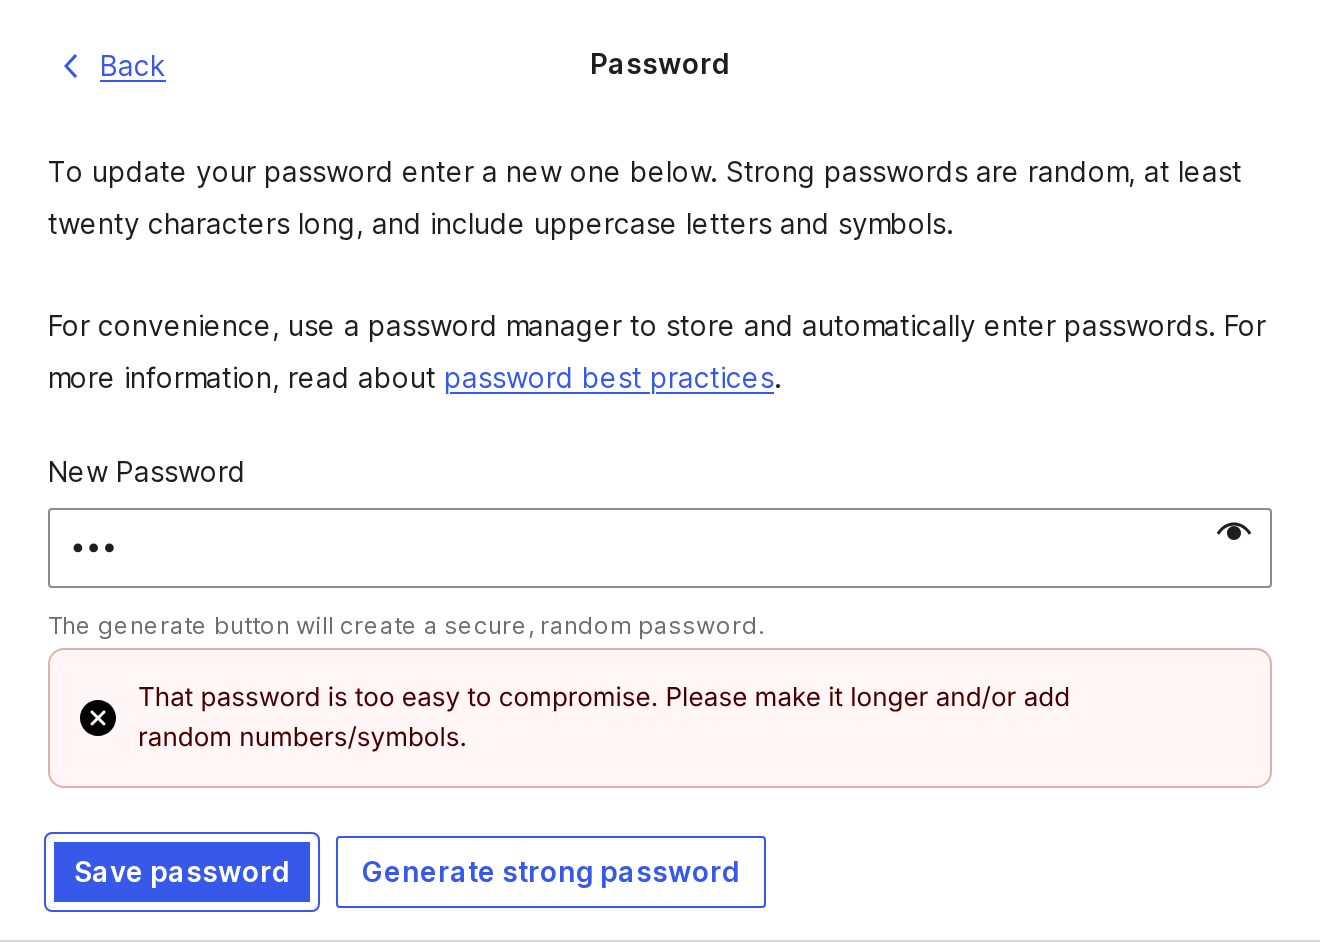 Back
Password
To update your password enter a new one below. Strong passwords are random, at least
twenty characters long, and include uppercase letters and symbols.
For convenience, use a password manager to store and automatically enter passwords. For
more information, read about password best practices.
New Password
•••
The generate button will create a secure, random password.
That password is too easy to compromise. Please make it longer and/or add
random numbers/symbols.
Save password
Generate strong password